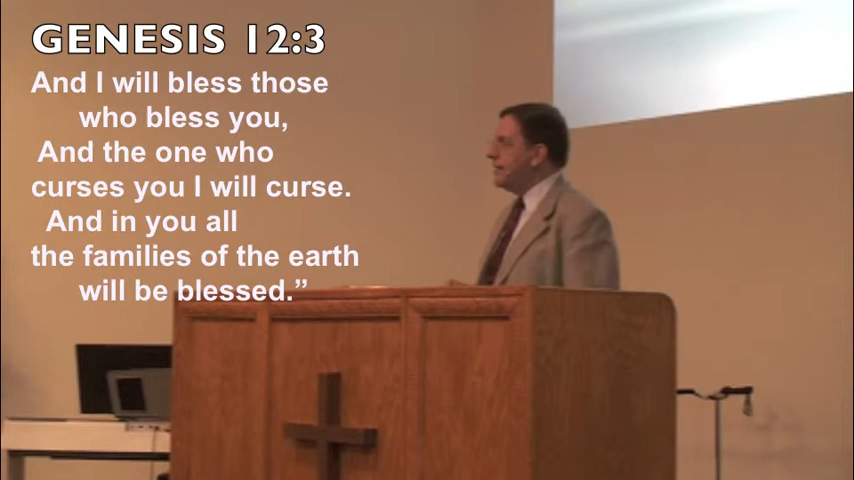 GENESIS 12:3
And I will bless those
who bless you,
And the one who
curses you I will curse.
And in you all
the families of the earth
will be blessed.”